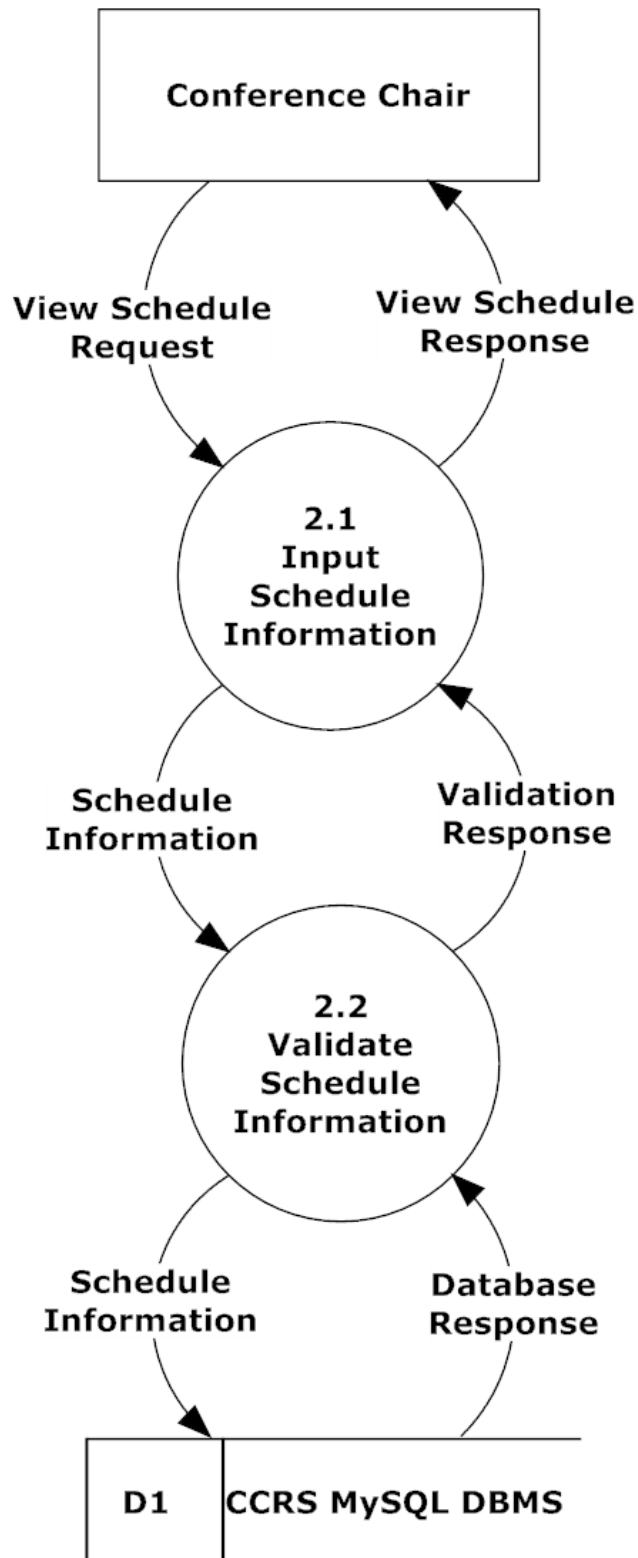 Conference Chair
View Schedule
Request
View Schedule
Response
2.1
Input
Schedule
Information
Schedule
Information
Validation
Response
2.2
Validate
Schedule
Information
Schedule
Information
Database
Response
D1
CCRS MySQL DBMS